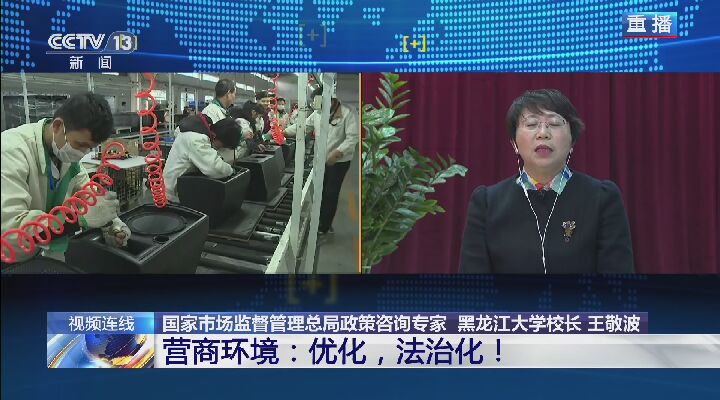 CCTV 13
新闻
重播
[+]
[+]
视频连线
国家市场监督管理总局政策咨询专家 黑龙江大学校长 王敬波
营商环境：优化，法治化！